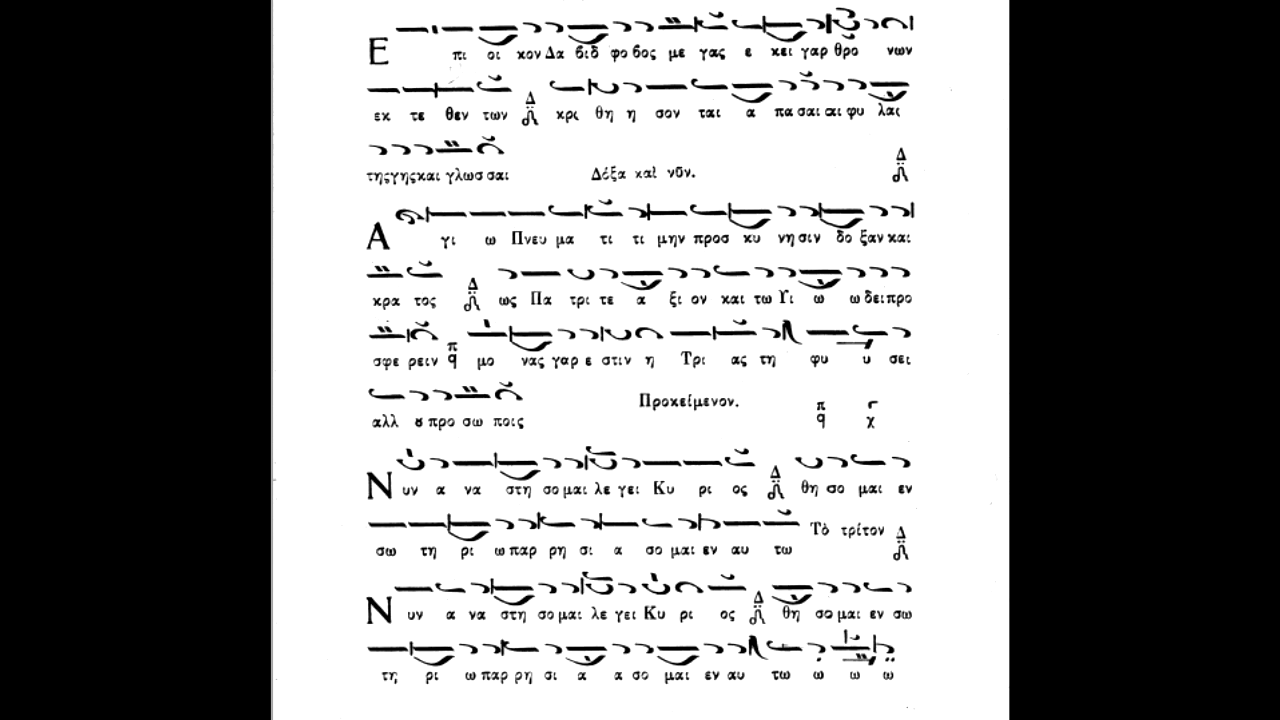 Ε πι οι κον Δα βιδ φο βος με γας ε κει γαρ θρο νων
εκ τε θεν των Δ κρι θη η σον ται α πα σαι αι φυ λαι
της γης και γλωσ σαι Δόξα καὶ νῦν. Δ
Α γι ω Πνευ μα τι τι μην προσ κυ νη σιν δο ξαν και
κρα τος Δ ως Πα τρι τε α ξι ον και τω Υι ω ω δει προ
σφε ρειν π q μο νας γαρ ε στιν η Τρι ας τη φυ υ σει
αλλ ȣ προ σω ποις Προκείμενον. π q χ
Ν υν α να στη σο μαι λε γει Κυ ρι ος Δ θη σο μαι εν
σω τη ρι ω παρ ρη σι α σο μαι εν αυ τω Τὸ τρίτον Δ
Ν υν α να στη σο μαι λε γει Κυ ρι ος Δ θη σο μαι εν σω
τη ρι ω παρ ρη σι α α σο μαι εν αυ τω ω ω ω